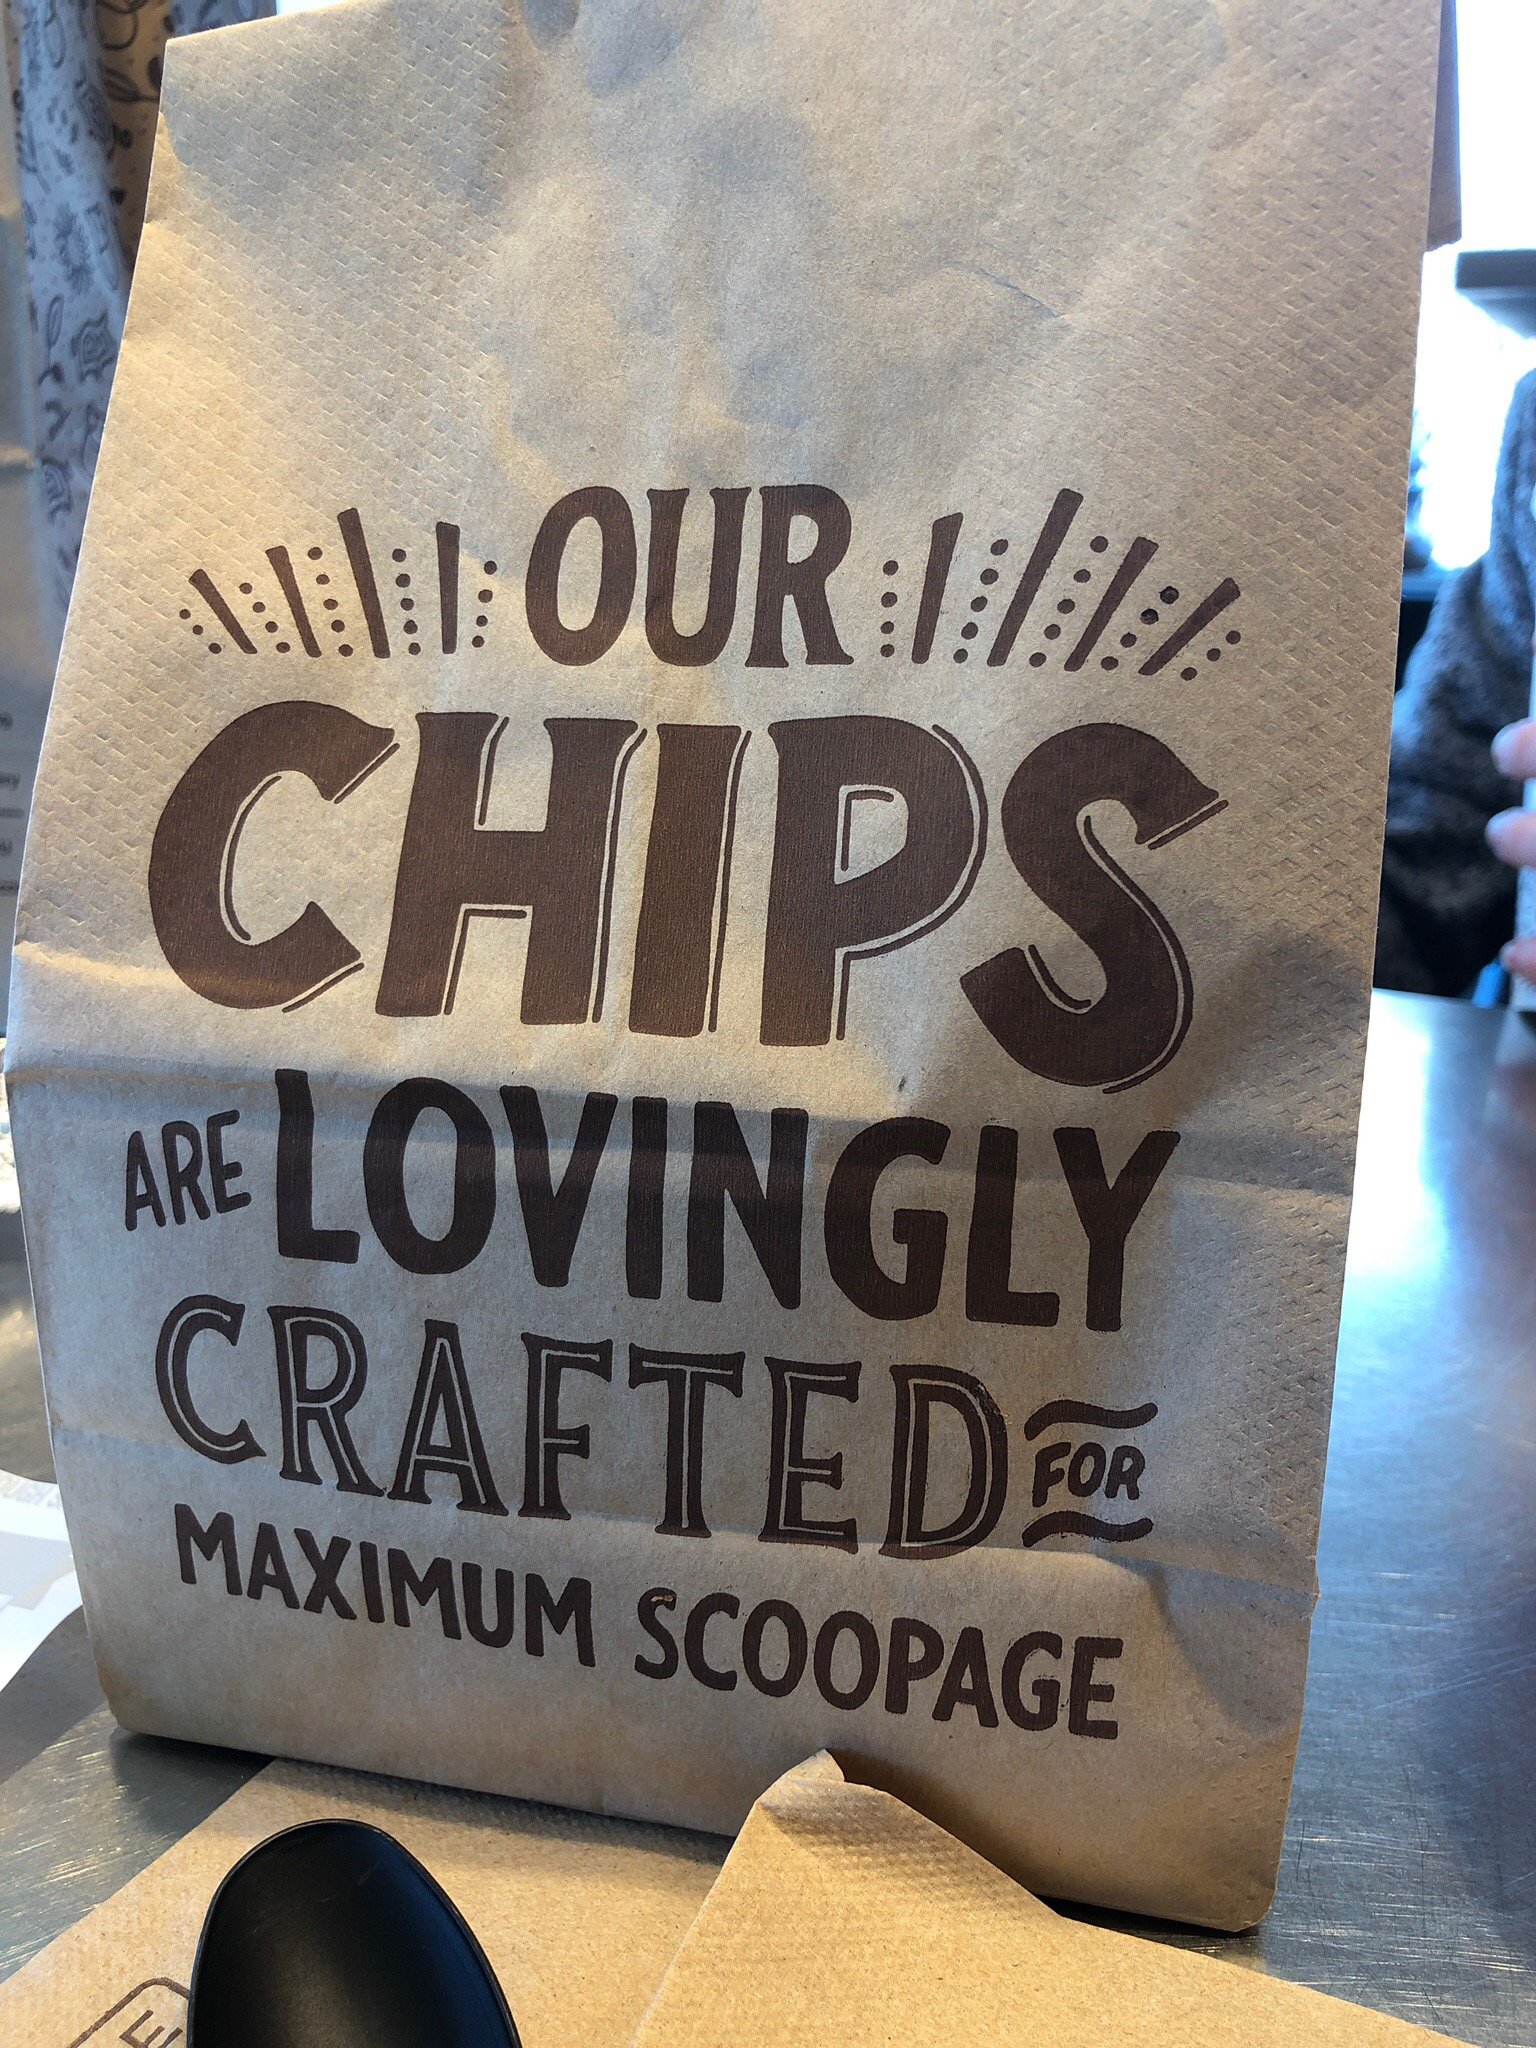 OUR
CHIPS
ARE LOVINGLY
CRAFTED FOR
MAXIMUM SCOOPAGE